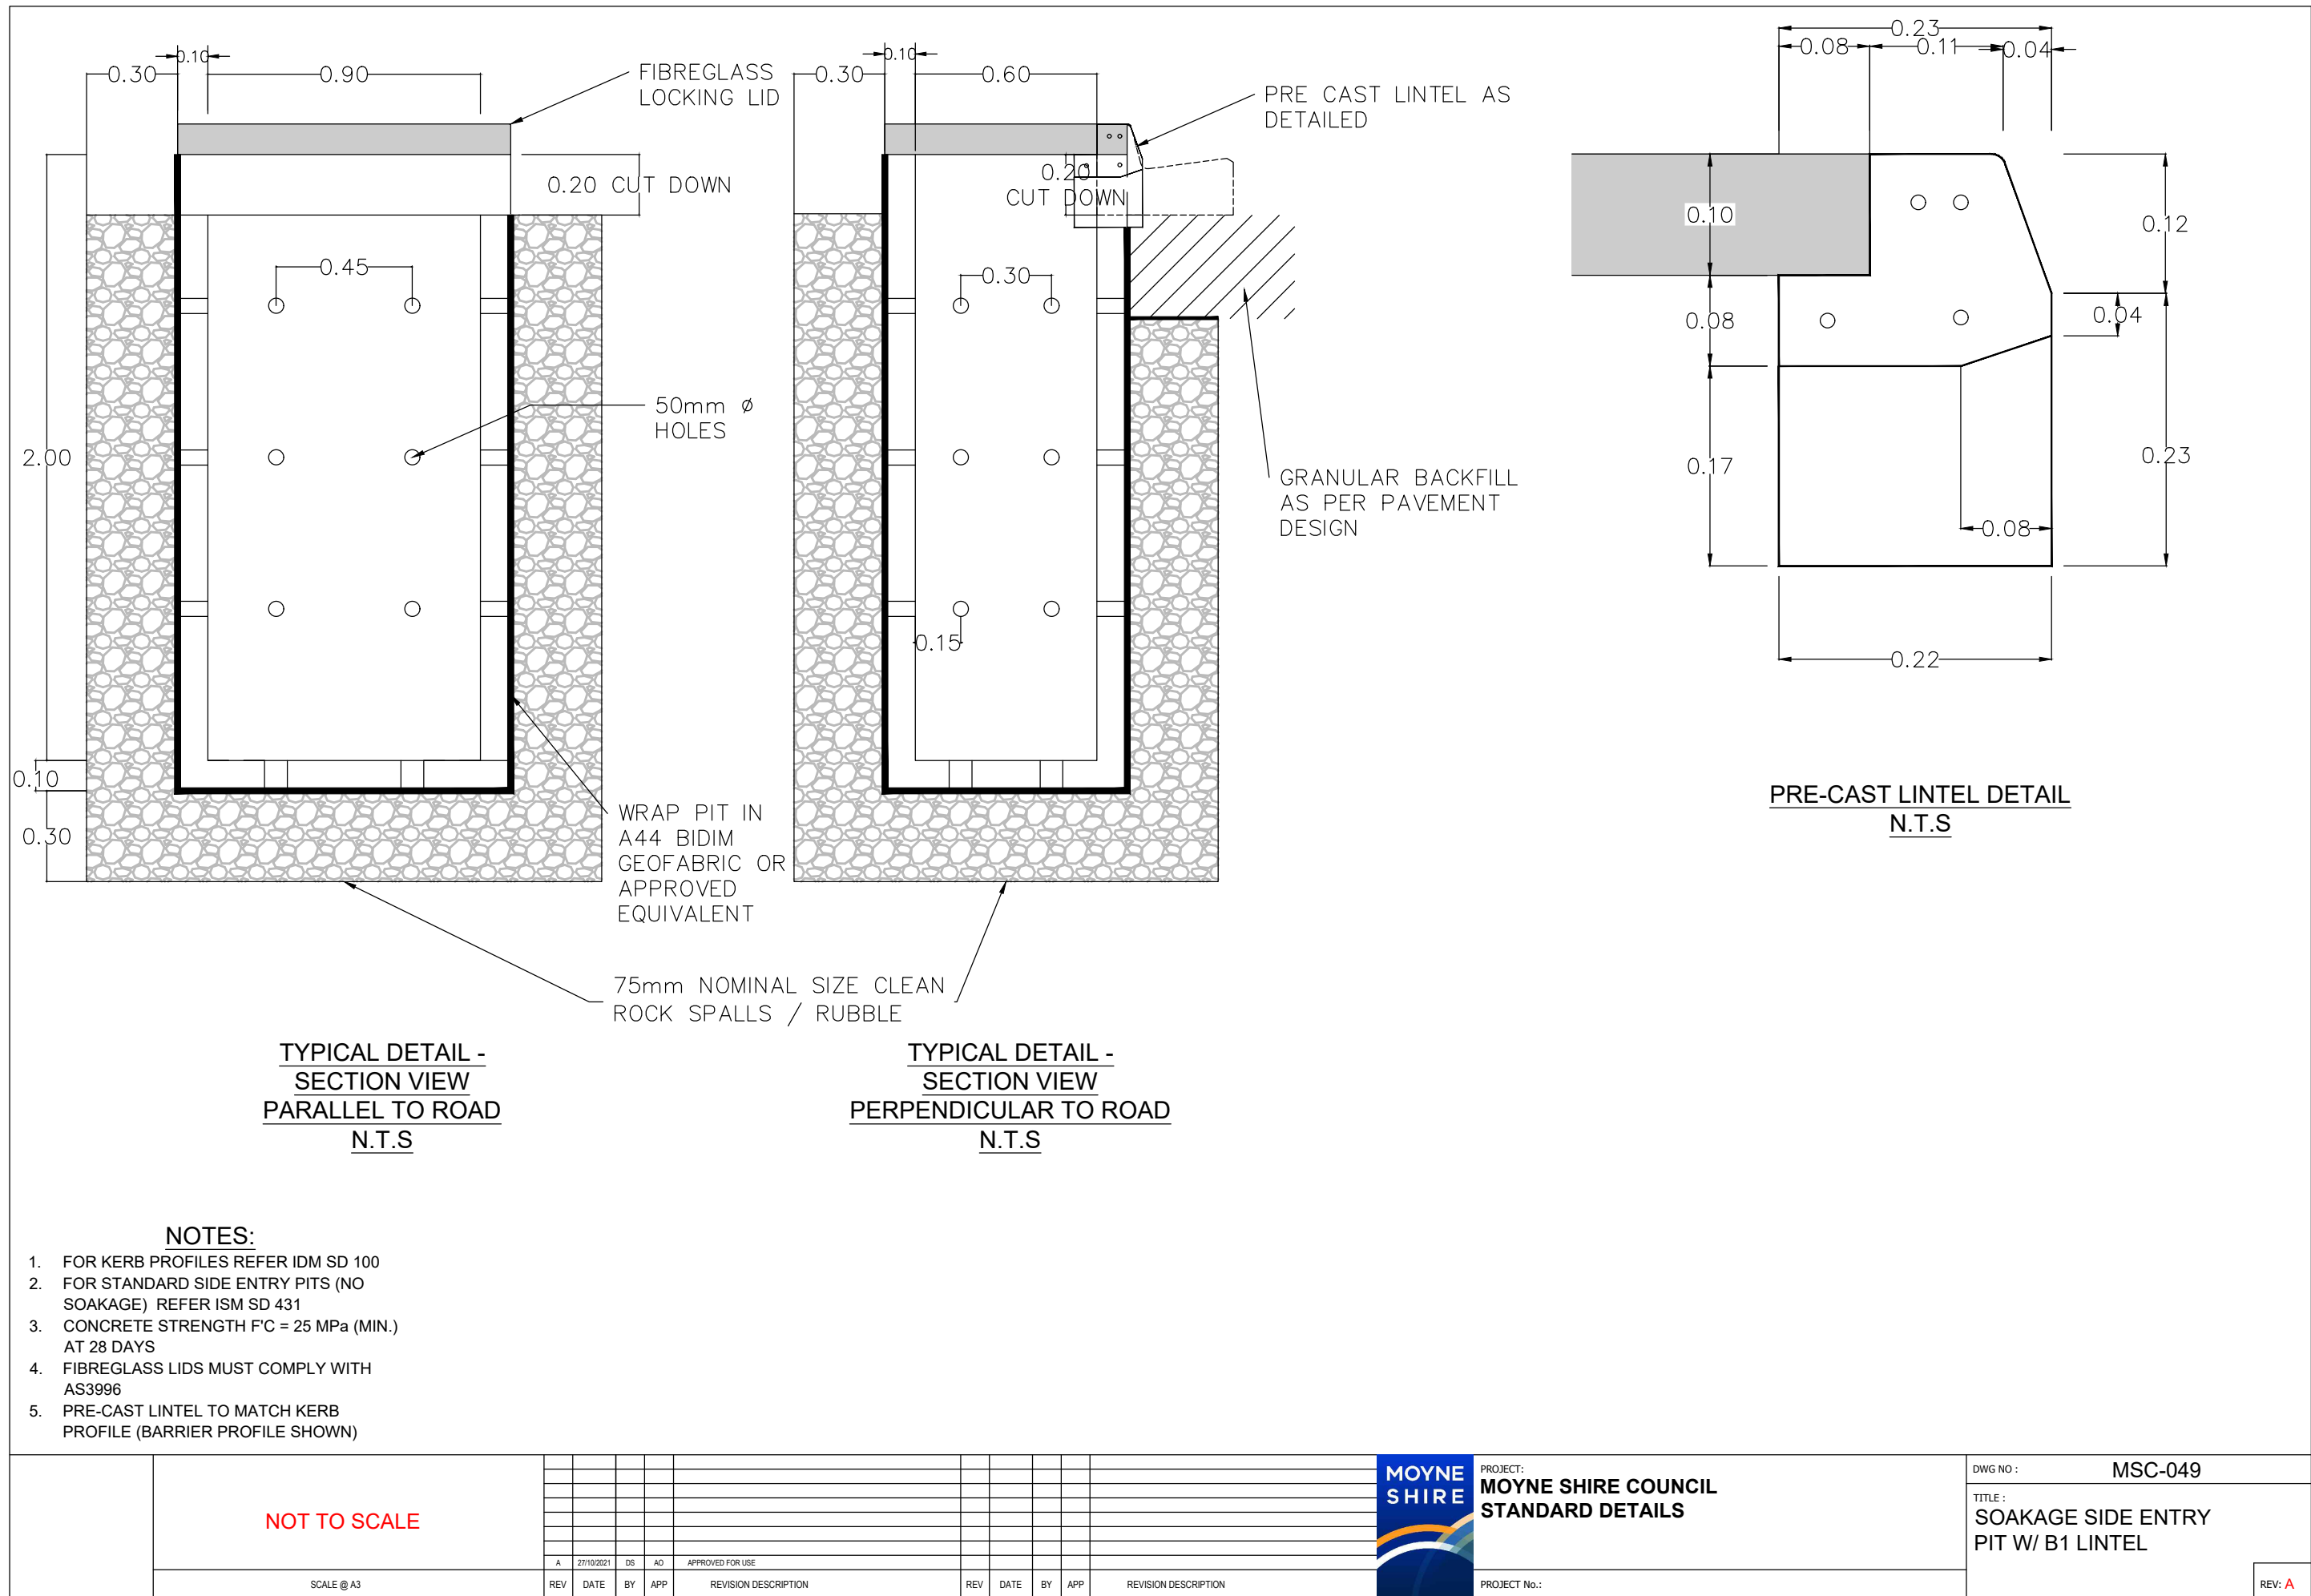 0.10
0.30
0.90
FIBREGLASS
LOCKING LID
0.20 CUT DOWN
0.45
50mm Ø
HOLES
2.00
0.10
0.30
WRAP PIT IN
A44 BIDIM
GEOFABRIC OR
APPROVED
EQUIVALENT
75mm NOMINAL SIZE CLEAN
ROCK SPALLS / RUBBLE
TYPICAL DETAIL -
SECTION VIEW
PARALLEL TO ROAD
N.T.S
0.10
0.30
0.60
PRE CAST LINTEL AS
DETAILED
0.20
CUT DOWN
0.30
GRANULAR BACKFILL
AS PER PAVEMENT
DESIGN
0.15
TYPICAL DETAIL -
SECTION VIEW
PERPENDICULAR TO ROAD
N.T.S
0.23
0.08
0.11
0.04
0.10
0.12
0.08
0.04
0.17
0.23
0.08
0.22
PRE-CAST LINTEL DETAIL
N.T.S
NOTES:
1. FOR KERB PROFILES REFER IDM SD 100
2. FOR STANDARD SIDE ENTRY PITS (NO
SOAKAGE) REFER ISM SD 431
3. CONCRETE STRENGTH F'C = 25 MPa (MIN.)
AT 28 DAYS
4. FIBREGLASS LIDS MUST COMPLY WITH
AS3996
5. PRE-CAST LINTEL TO MATCH KERB
PROFILE (BARRIER PROFILE SHOWN)
NOT TO SCALE
SCALE @ A3
A 27/10/2021 DS AO APPROVED FOR USE
REV DATE BY APP REVISION DESCRIPTION
REV DATE BY APP REVISION DESCRIPTION
MOYNE
SHIRE
PROJECT:
MOYNE SHIRE COUNCIL
STANDARD DETAILS
PROJECT No.:
DWG NO : MSC-049
TITLE :
SOAKAGE SIDE ENTRY
PIT W/ B1 LINTEL
REV: A